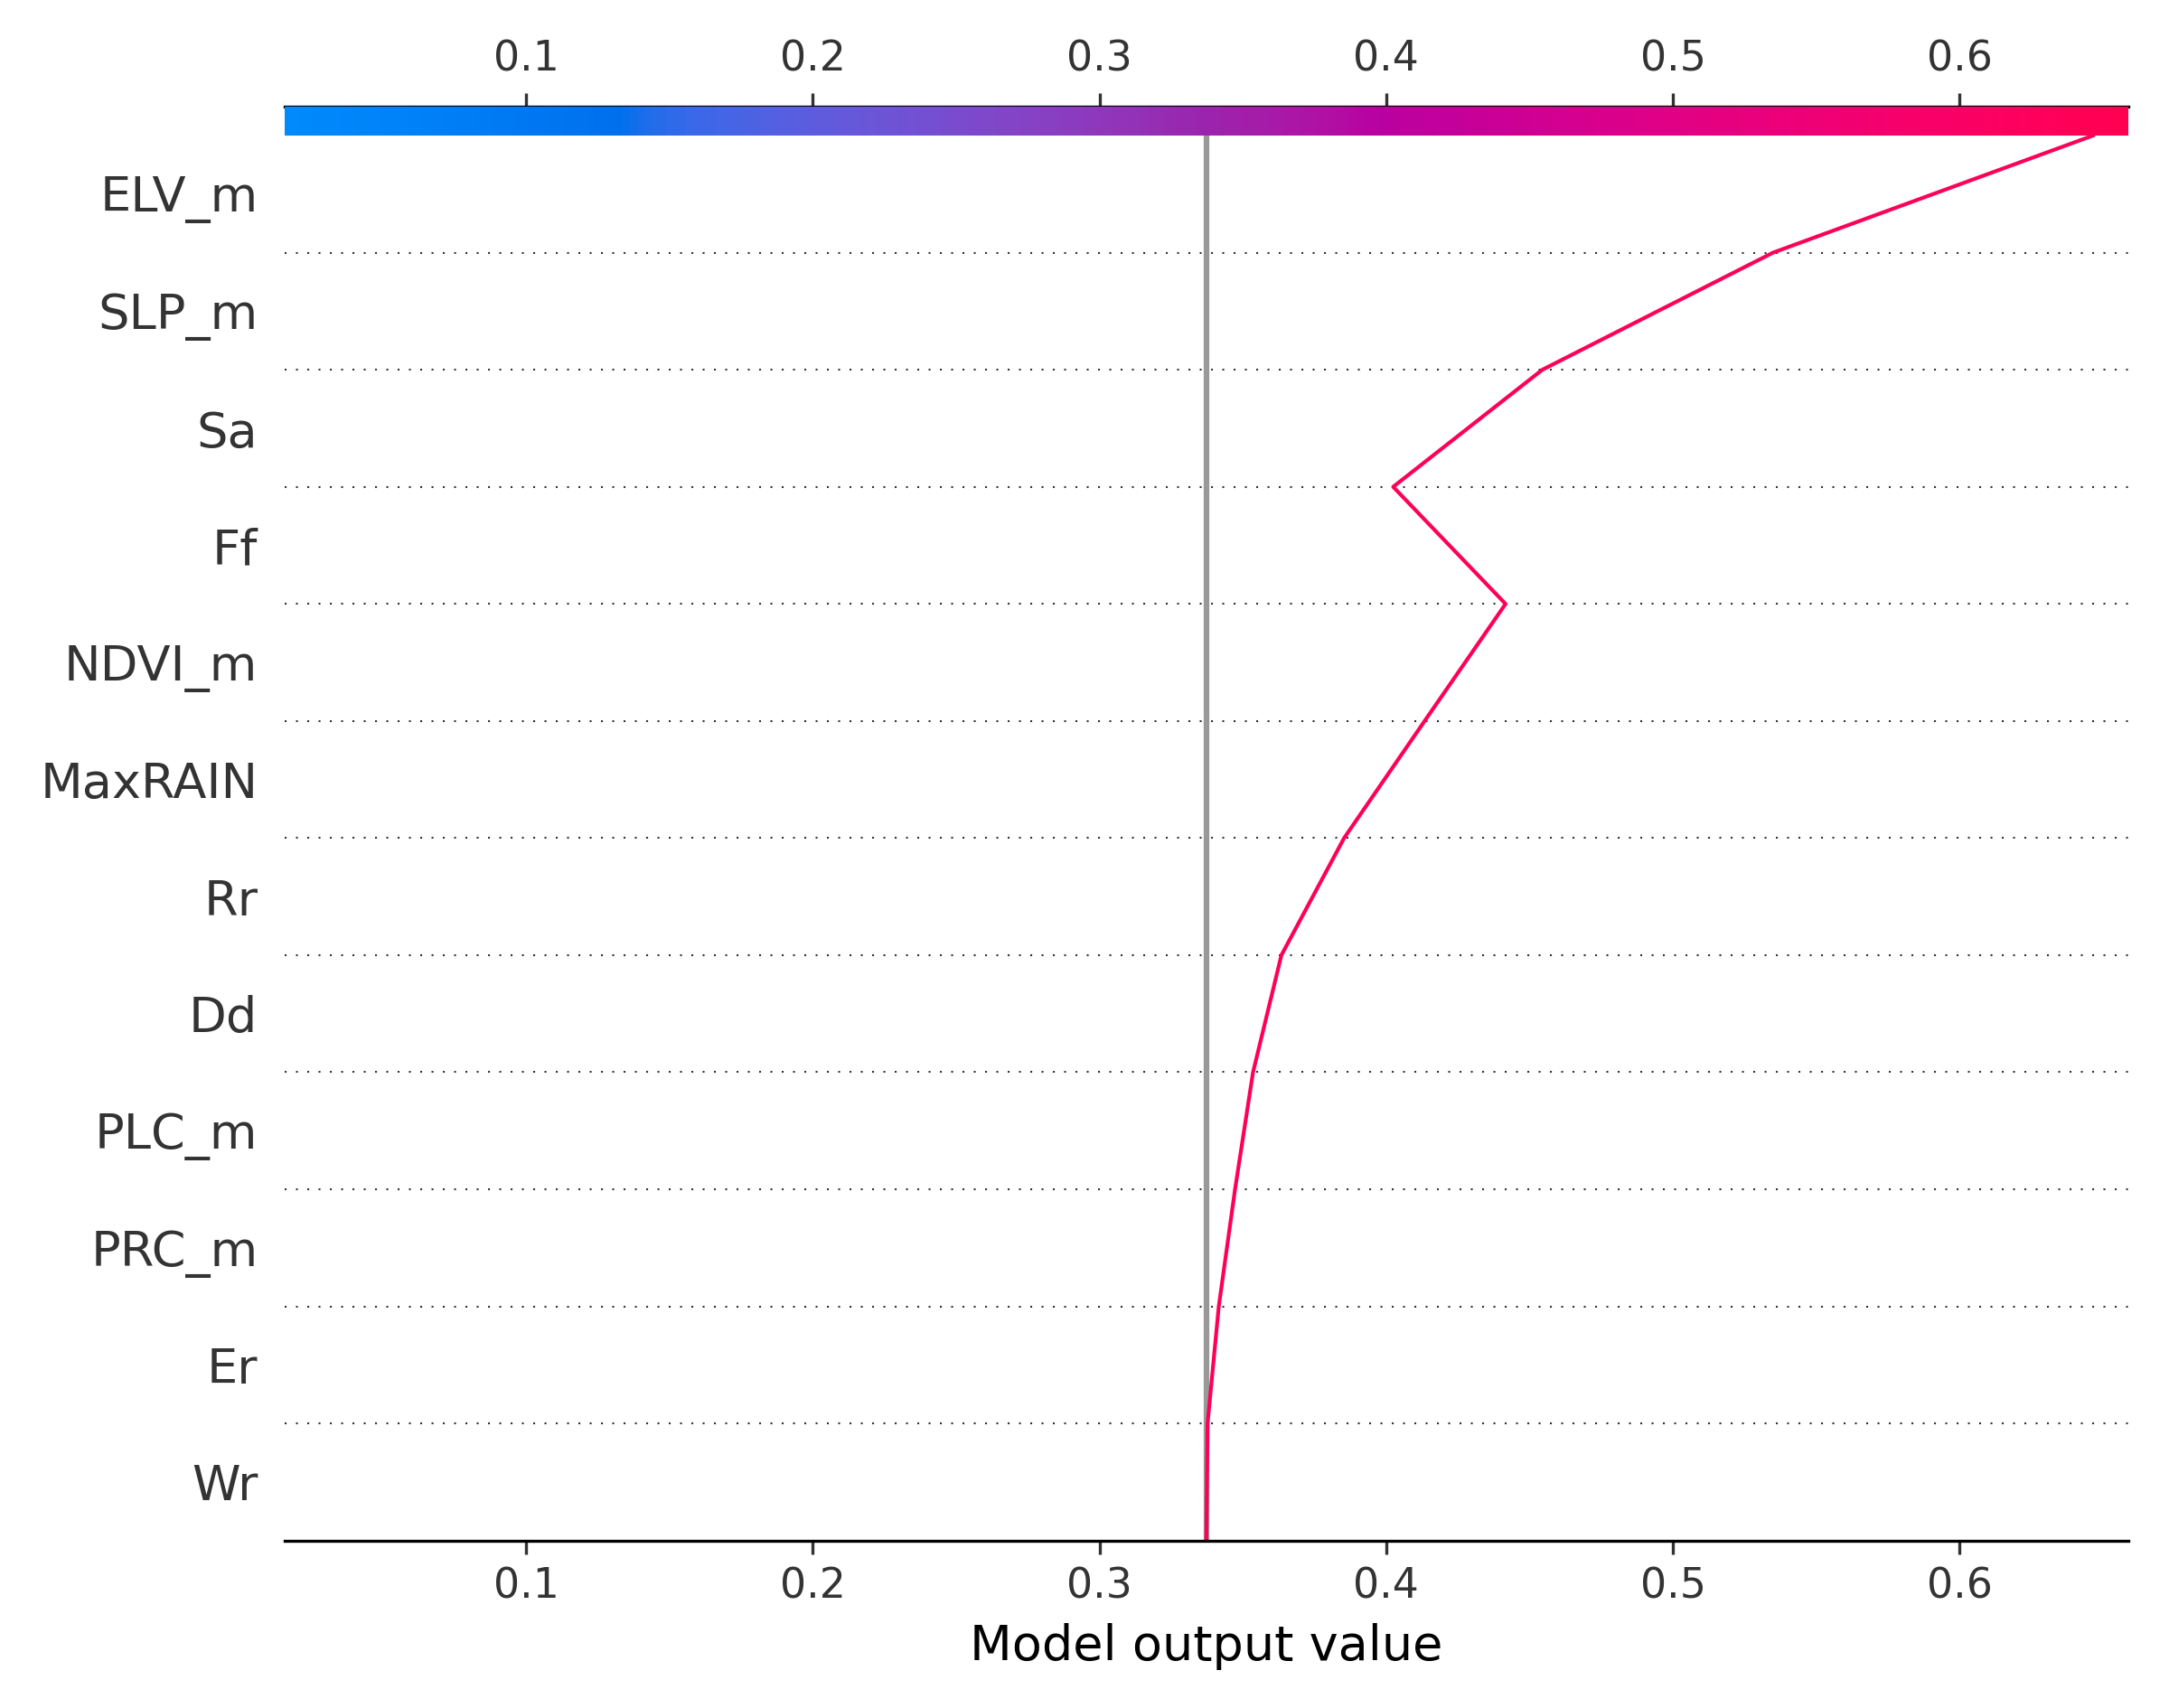 0.1 0.2 0.3 0.4 0.5 0.6
ELV_m
SLP_m
Sa
Ff
NDVI_m
MaxRAIN
Rr
Dd
PLC_m
PRC_m
Er
Wr
0.1 0.2 0.3 0.4 0.5 0.6
Model output value